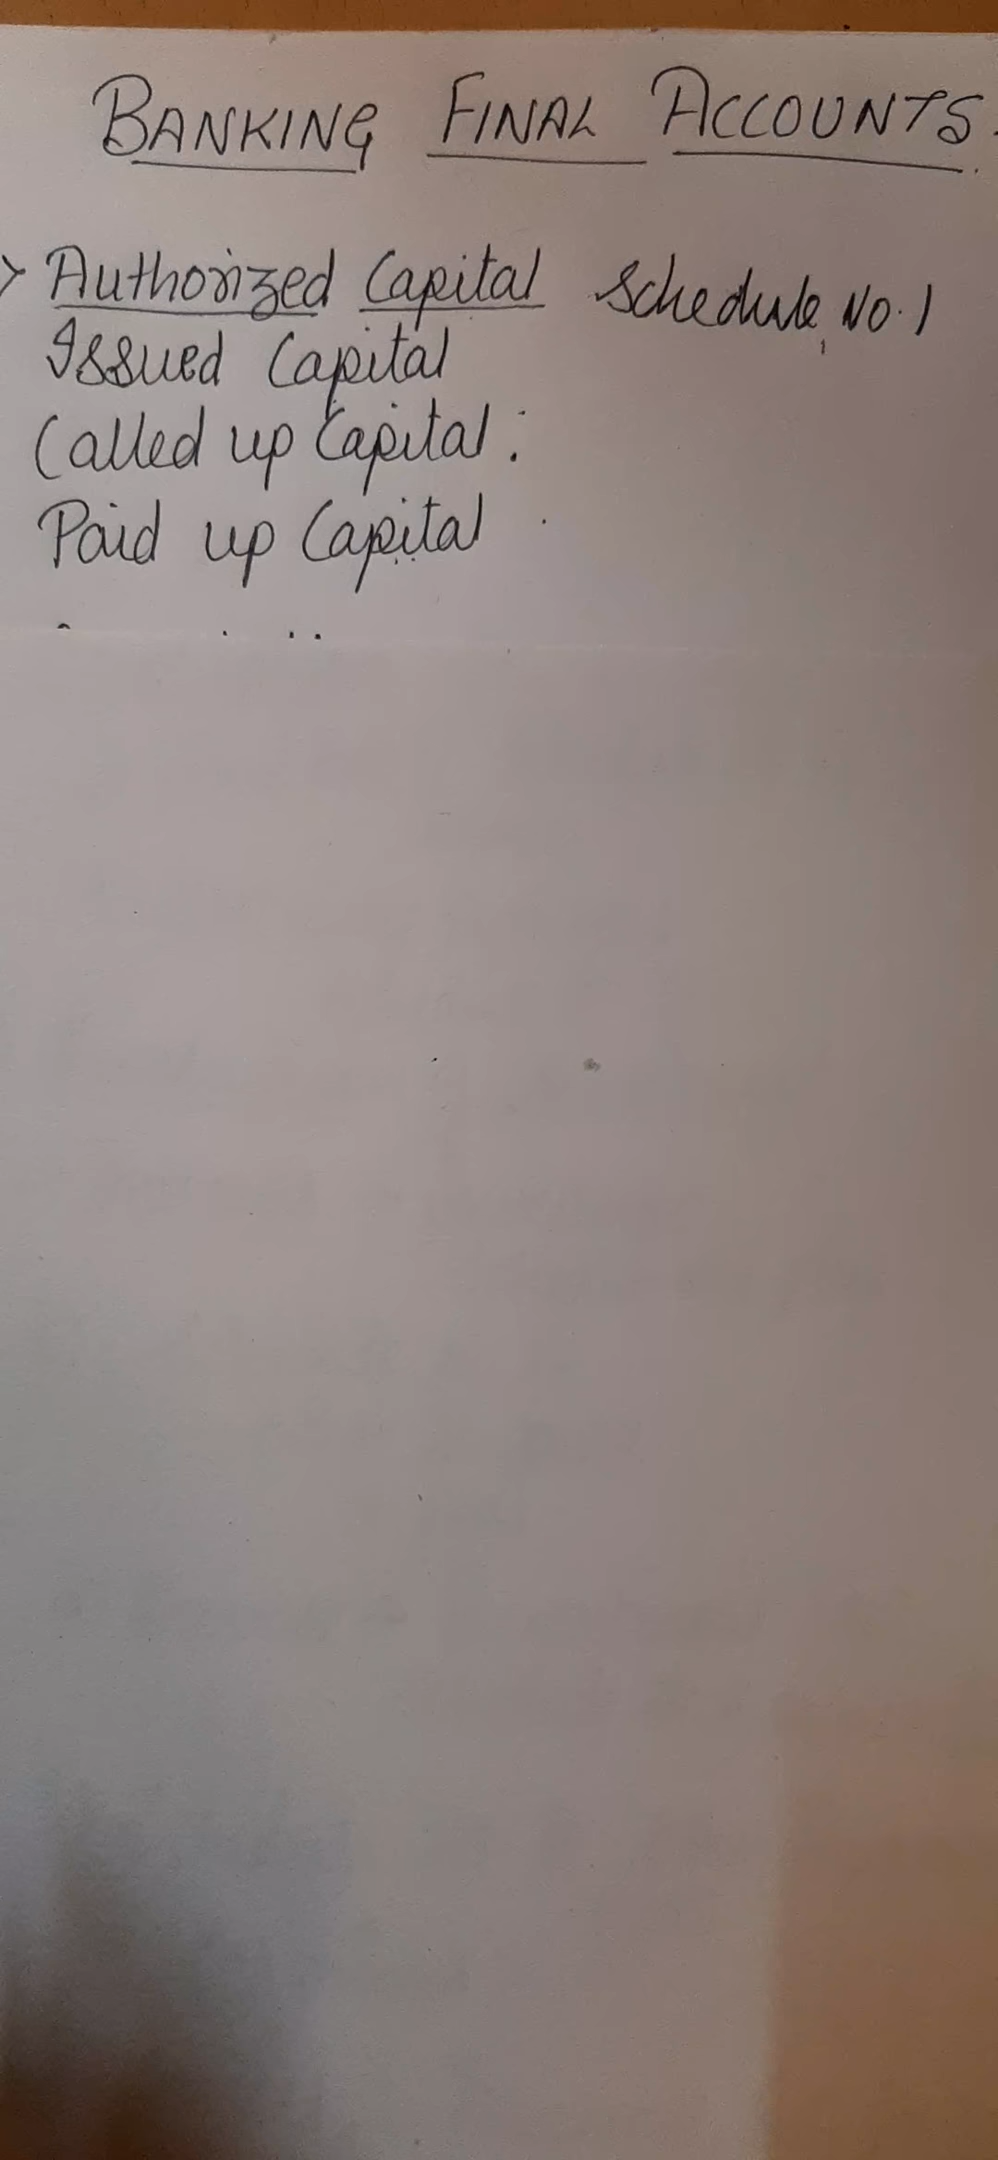 BANKING FINAL ACCOUNTS.
> Authorized Capital Schedule No. 1
Issued Capital
Called up Capital :
Paid up Capital